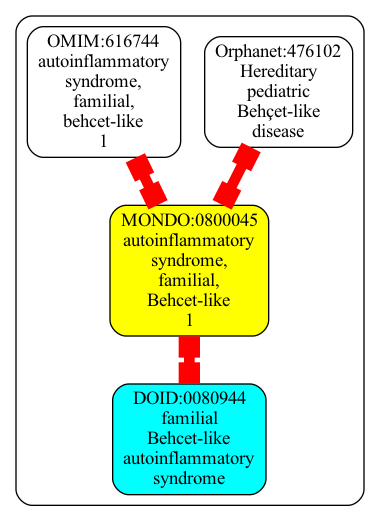 OMIM:616744
autoinflammatory
syndrome,
familial,
behcet-like
1
Orphanet:476102
Hereditary
pediatric
Behçet-like
disease
MONDO:0800045
autoinflammatory
syndrome,
familial,
Behcet-like
1
DOID:0080944
familial
Behcet-like
autoinflammatory
syndrome